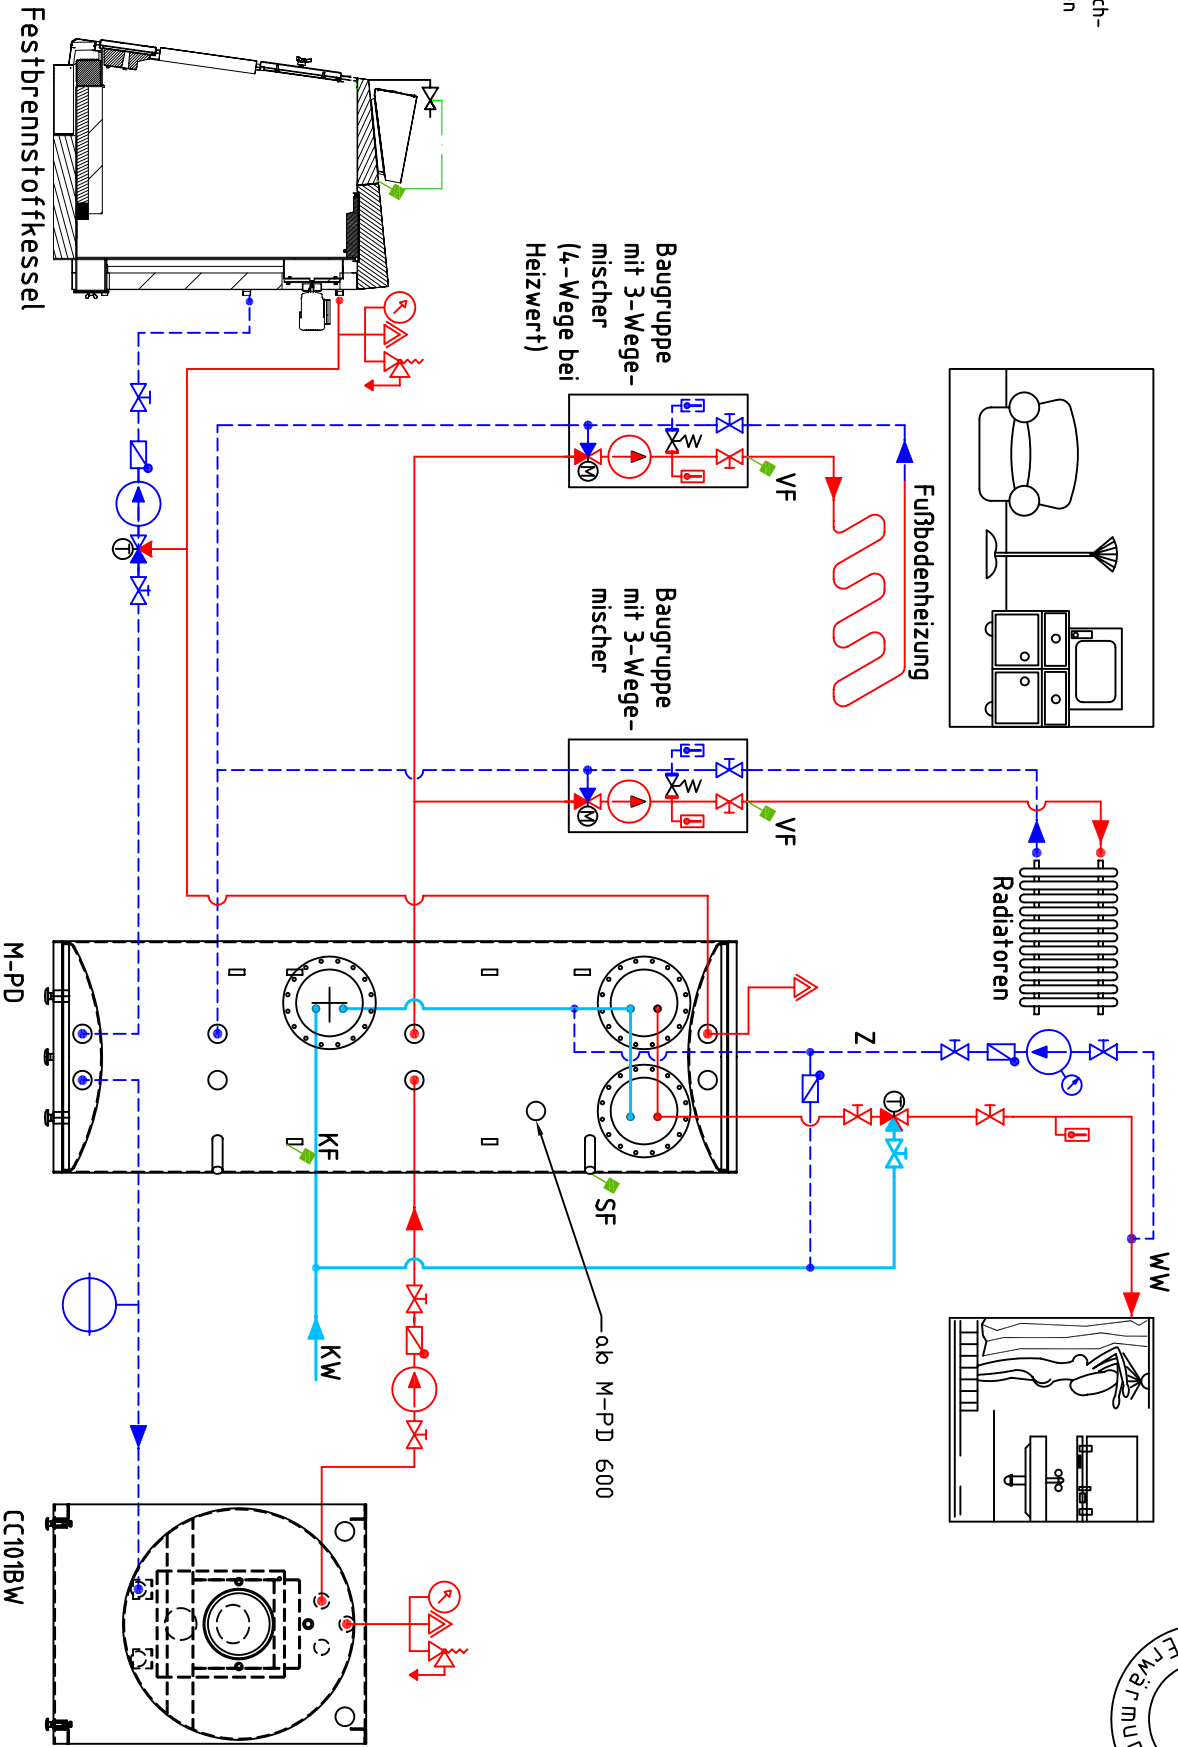 ch-
n
Festbrennstoffkessel
Baugruppe
mit 3-Wege-
mischer
(4-Wege bei
Heizwert)
Fußbodenheizung
VF
M
T
Baugruppe
mit 3-Wege-
mischer
VF
M
Radiatoren
M-PD
Z
T
KF
SF
WW
KW
ab M-PD 600
CC101BW